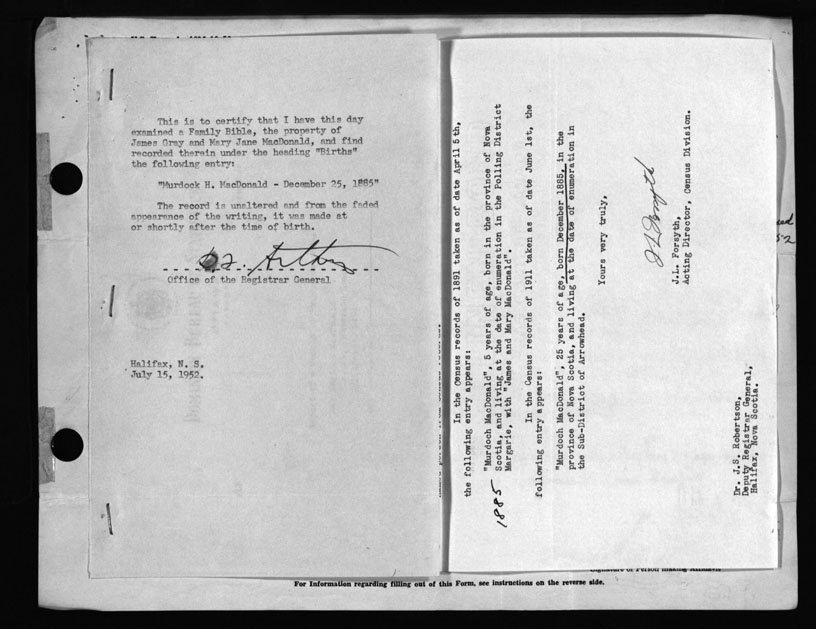 This is to certify that I have this day
examined a Family Bible, the property of
James Gray and Mary Jane MacDonald, and find
recorded therein under the heading "Births"
the following entry:
"Murdock H. MacDonald - December 25, 1885"
The record is unaltered and from the faded
appearance of the writing, it was made at
or shortly after the time of birth.
Office of the Registrar General
Halifax, N. S.
July 15, 1952.
In the Census records of 1891 taken as of date April 5th,
the following entry appears:
"Murdoch MacDonald", 5 years of age, born in the province of Nova
Scotia, and living at the date of enumeration in the Polling District
Margarie, with "James and Mary MacDonald".
1885
In the Census records of 1911 taken as of date June 1st, the
following entry appears:
"Murdoch MacDonald", 25 years of age, born December 1885, in the
province of Nova Scotia, and living at the date of enumeration in
the Sub-District of Arrowhead.
Yours very truly,
J L Forsyth
J.L. Forsyth,
Acting Director, Census Division.
Dr. J.S. Robertson,
Deputy Registrar General,
Halifax, Nova Scotia.
For Information regarding filling out of this Form, see instructions on the reverse side.